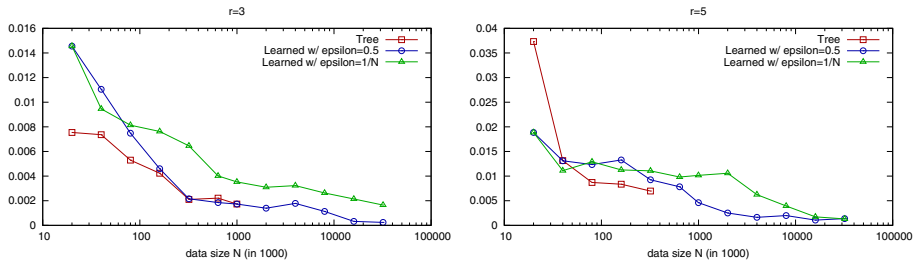 r=3
0.016
0.014
0.012
0.01
0.008
0.006
0.004
0.002
0
10
100
1000
10000
100000
data size N (in 1000)
Tree
Learned w/ epsilon=0.5
Learned w/ epsilon=1/N
r=5
0.04
0.035
0.03
0.025
0.02
0.015
0.01
0.005
0
10
100
1000
10000
100000
data size N (in 1000)
Tree
Learned w/ epsilon=0.5
Learned w/ epsilon=1/N